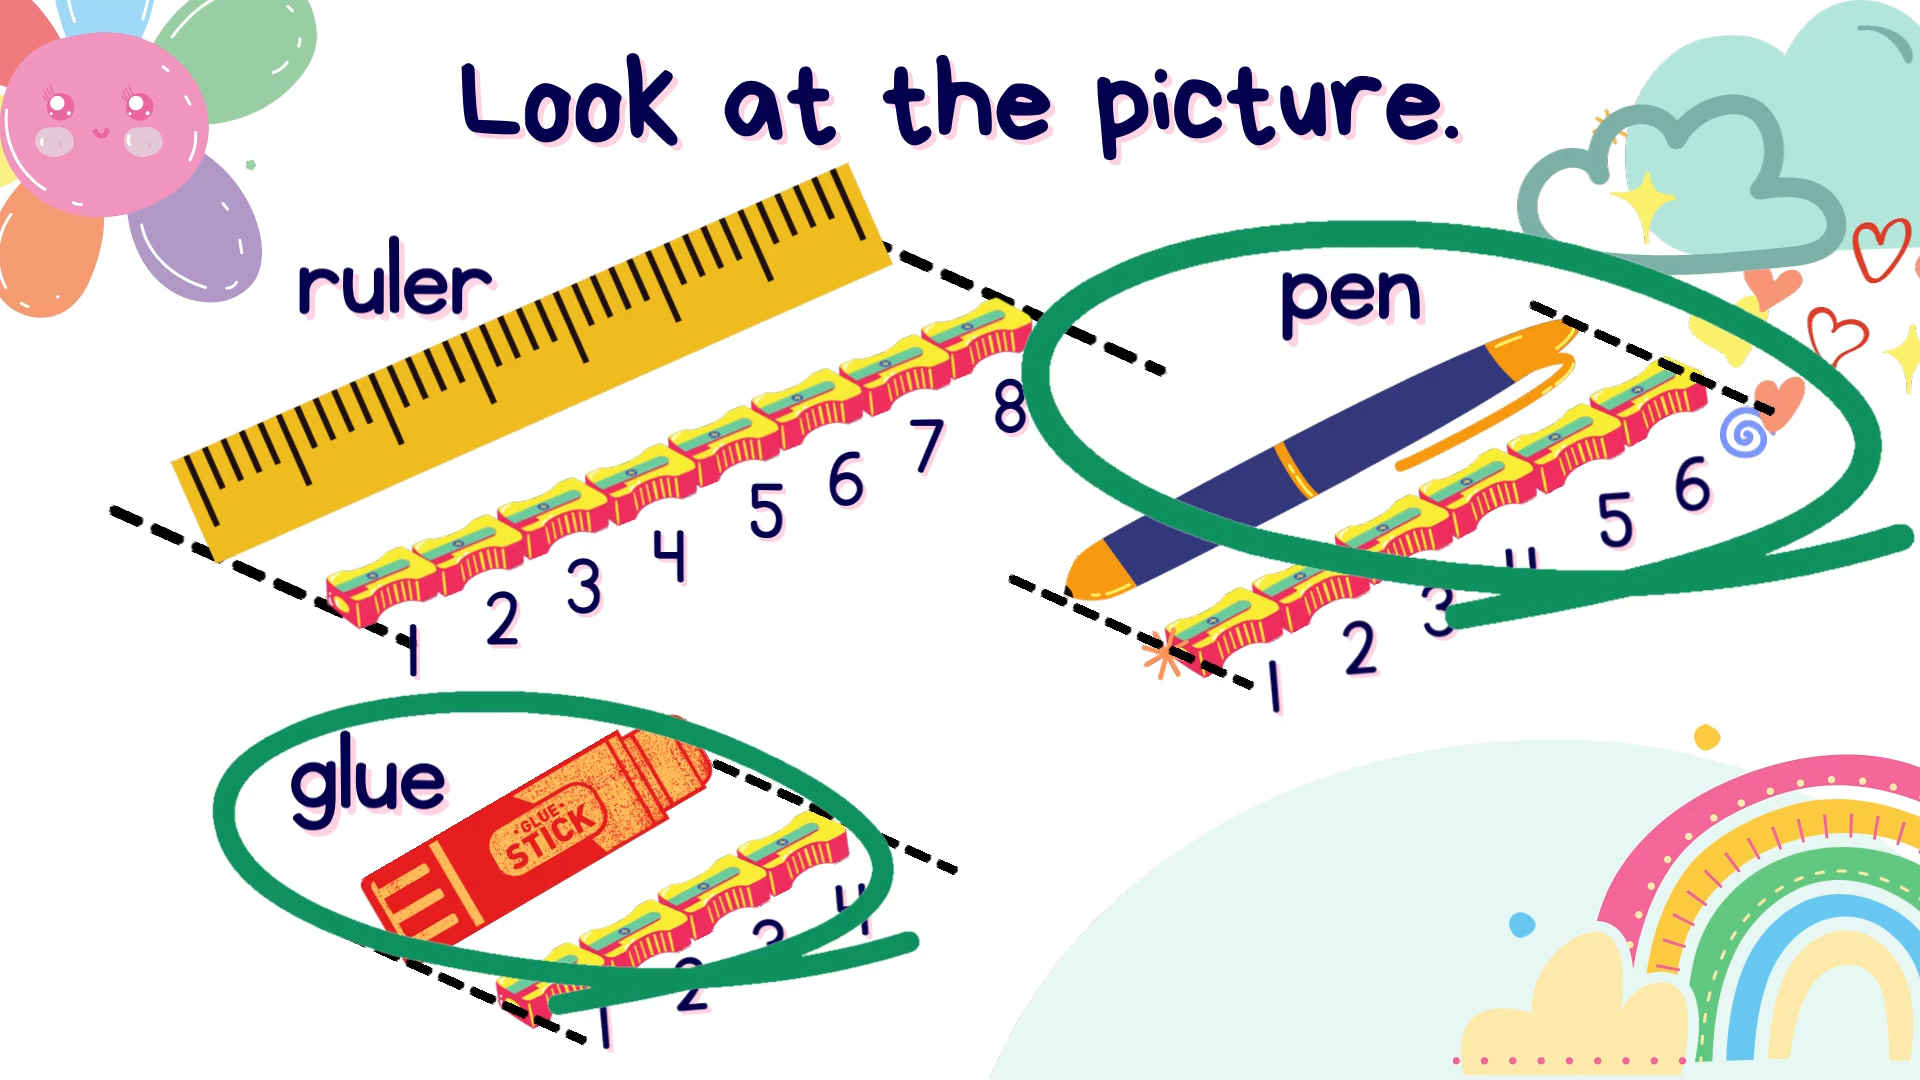 Look at the picture.
ruler
1 2 3 4 5 6 7 8
pen
1 2 3 4 5 6
glue
GLUE
STICK
1 2 3 4